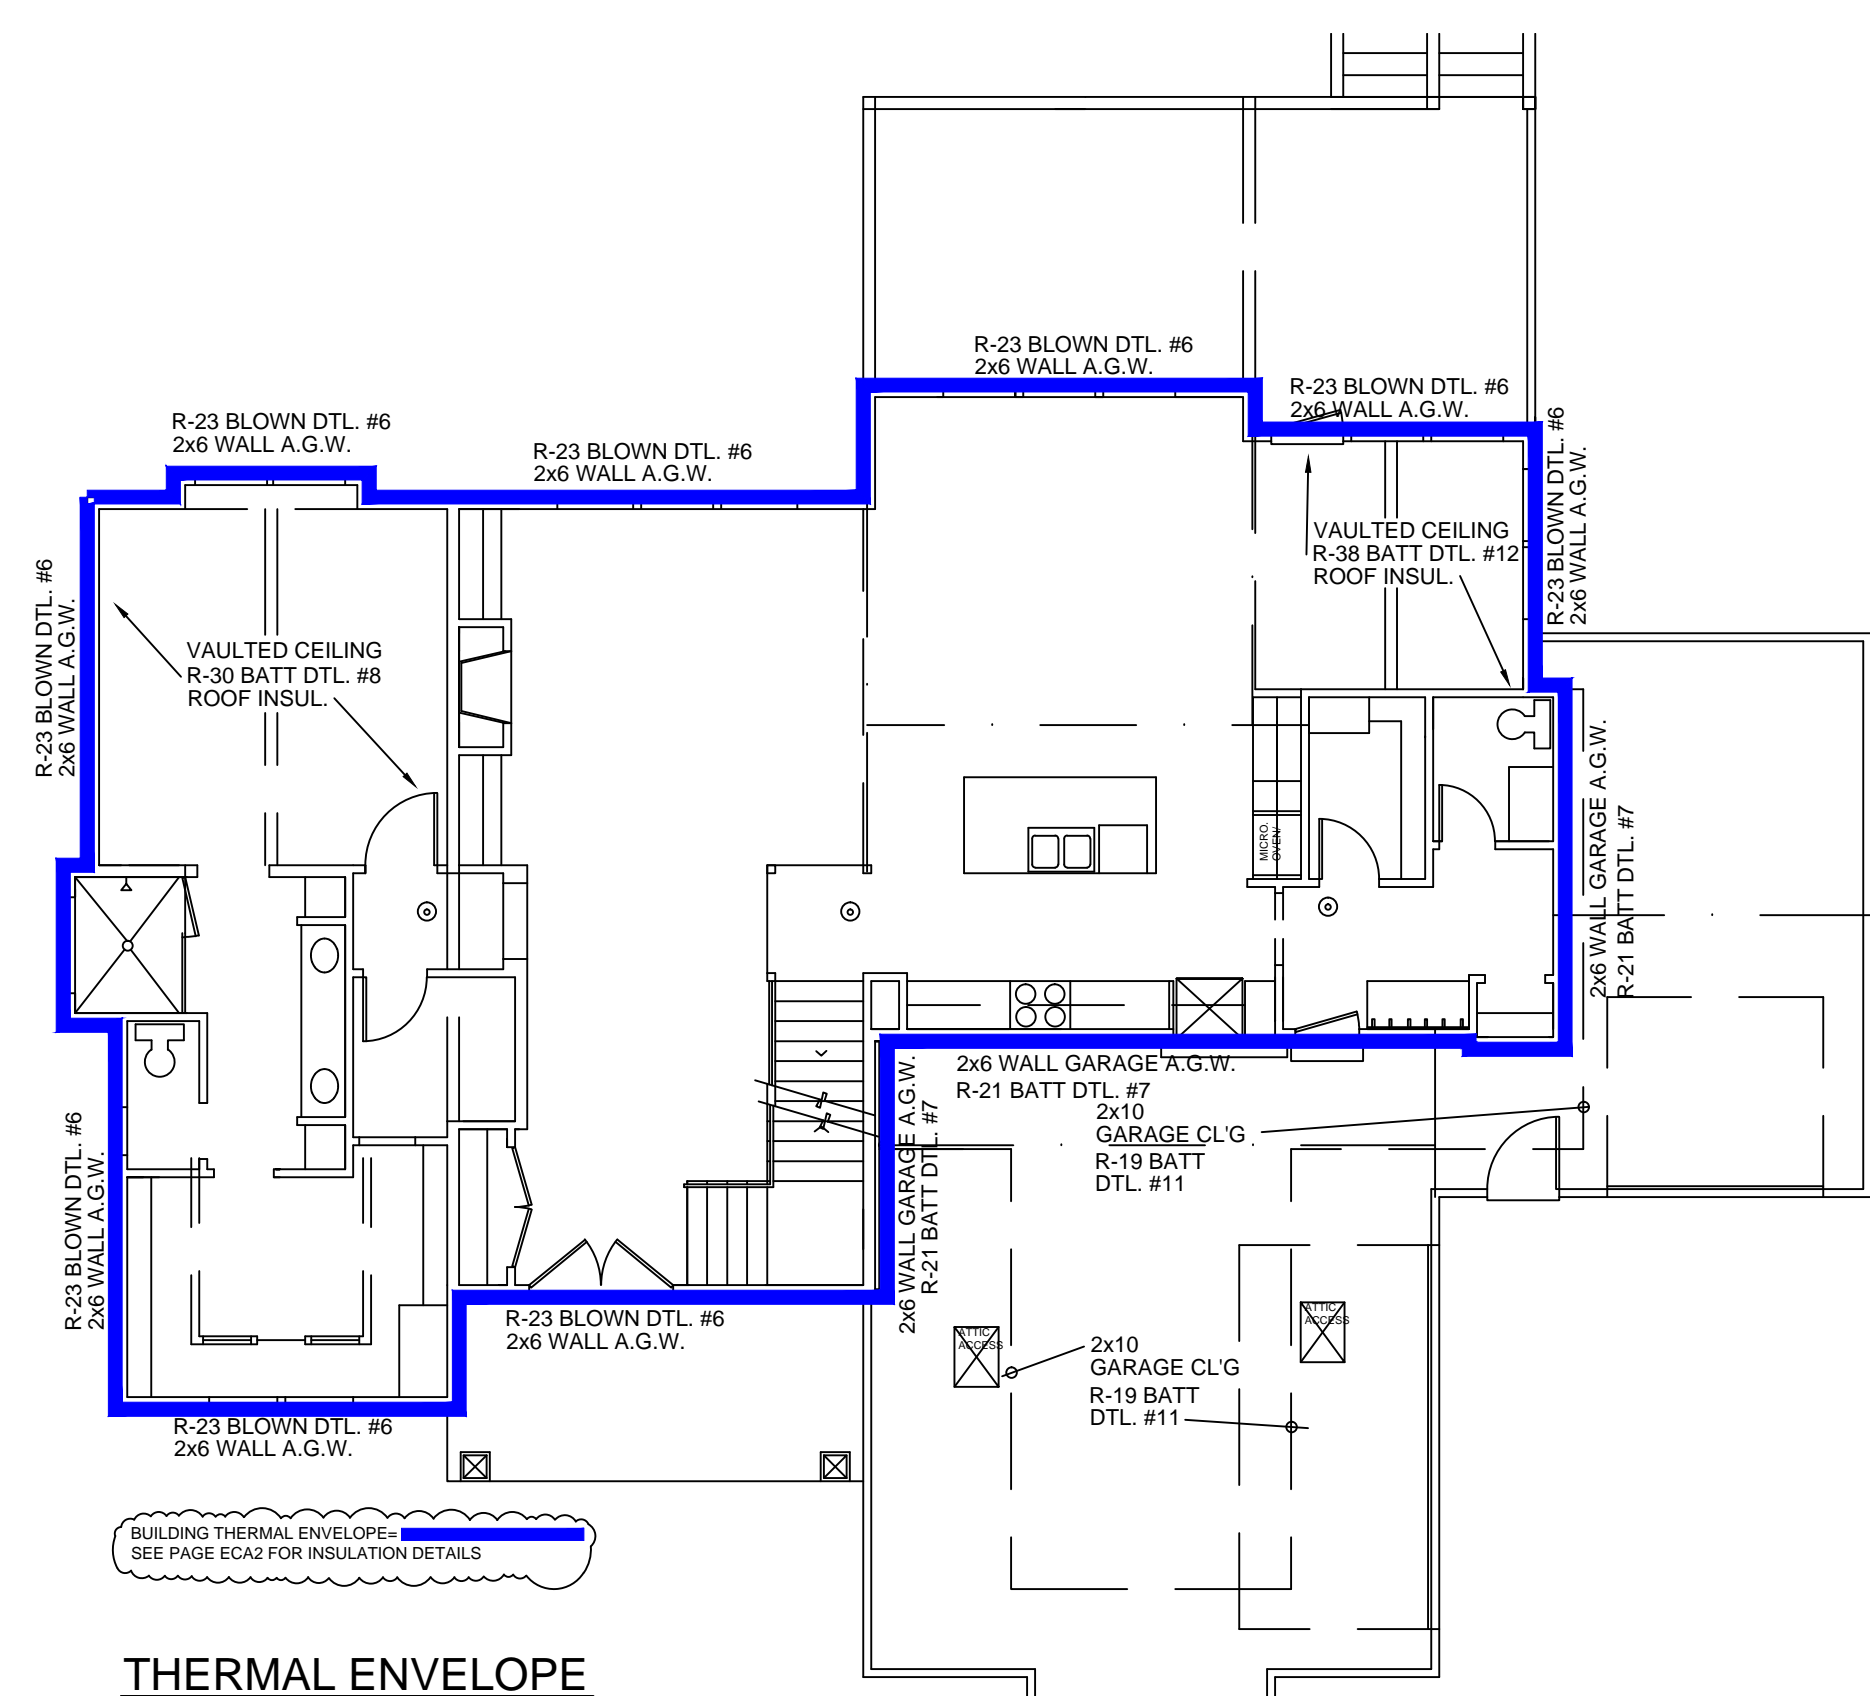 R-23 BLOWN DTL. #6
2x6 WALL A.G.W.
R-23 BLOWN DTL. #6
2x6 WALL A.G.W.
R-23 BLOWN DTL. #6
2x6 WALL A.G.W.
R-23 BLOWN DTL. #6
2x6 WALL A.G.W.
R-23 BLOWN DTL. #6
2x6 WALL A.G.W.
VAULTED CEILING
R-38 BATT DTL. #12
ROOF INSUL.
R-23 BLOWN DTL. #6
2x6 WALL A.G.W.
VAULTED CEILING
R-30 BATT DTL. #8
ROOF INSUL.
2x6 WALL GARAGE A.G.W.
R-21 BATT DTL. #7
MICRO.
OVEN/
2x6 WALL GARAGE A.G.W.
R-21 BATT DTL. #7
2x6 WALL GARAGE A.G.W.
R-21 BATT DTL. #7
2x10
GARAGE CL'G
R-19 BATT
DTL. #11
R-23 BLOWN DTL. #6
2x6 WALL A.G.W.
R-23 BLOWN DTL. #6
2x6 WALL A.G.W.
ATTIC
ACCESS
ATTIC
ACCESS
2x10
GARAGE CL'G
R-19 BATT
DTL. #11
R-23 BLOWN DTL. #6
2x6 WALL A.G.W.
BUILDING THERMAL ENVELOPE=
SEE PAGE ECA2 FOR INSULATION DETAILS
THERMAL ENVELOPE